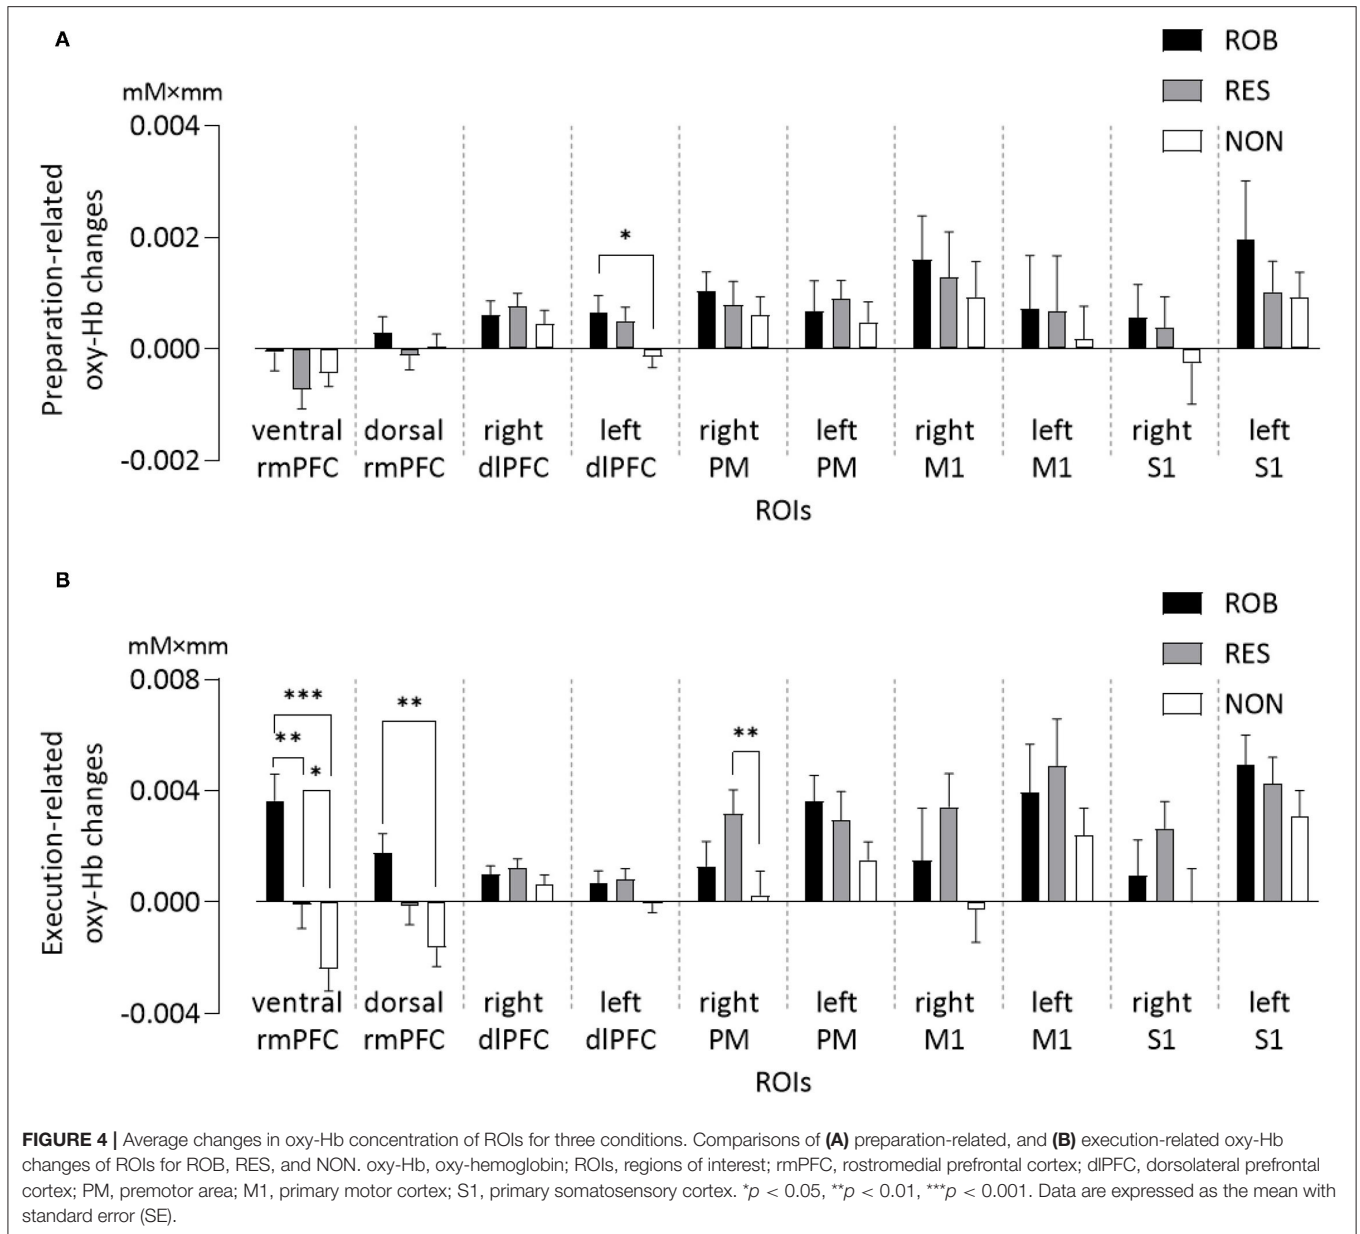 A
ROB
RES
NON
mM×mm
0.004
0.002
0.000
-0.002
Preparation-related
oxy-Hb changes
*
ventral dorsal right left right left right left right left
rmPFC rmPFC dlPFC dlPFC PM PM M1 M1 S1 S1
ROIs
B
ROB
RES
NON
mM×mm
0.008
0.004
0.000
-0.004
Execution-related
oxy-Hb changes
***
**
*
**
**
ventral dorsal right left right left right left right left
rmPFC rmPFC dlPFC dlPFC PM PM M1 M1 S1 S1
ROIs
FIGURE 4 | Average changes in oxy-Hb concentration of ROIs for three conditions. Comparisons of (A) preparation-related, and (B) execution-related oxy-Hb
changes of ROIs for ROB, RES, and NON. oxy-Hb, oxy-hemoglobin; ROIs, regions of interest; rmPFC, rostromedial prefrontal cortex; dlPFC, dorsolateral prefrontal
cortex; PM, premotor area; M1, primary motor cortex; S1, primary somatosensory cortex. *p < 0.05, **p < 0.01, ***p < 0.001. Data are expressed as the mean with
standard error (SE).